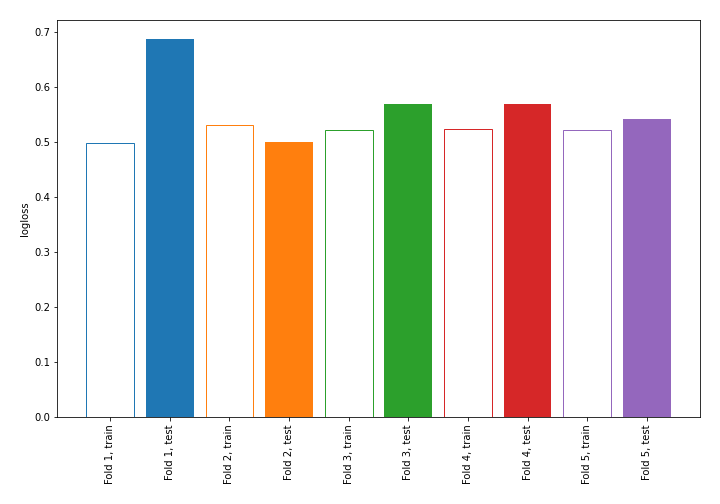 0.7
0.6
0.5
0.4
0.3
0.2
0.1
0.0
logloss
Fold 1, train
Fold 1, test
Fold 2, train
Fold 2, test
Fold 3, train
Fold 3, test
Fold 4, train
Fold 4, test
Fold 5, train
Fold 5, test